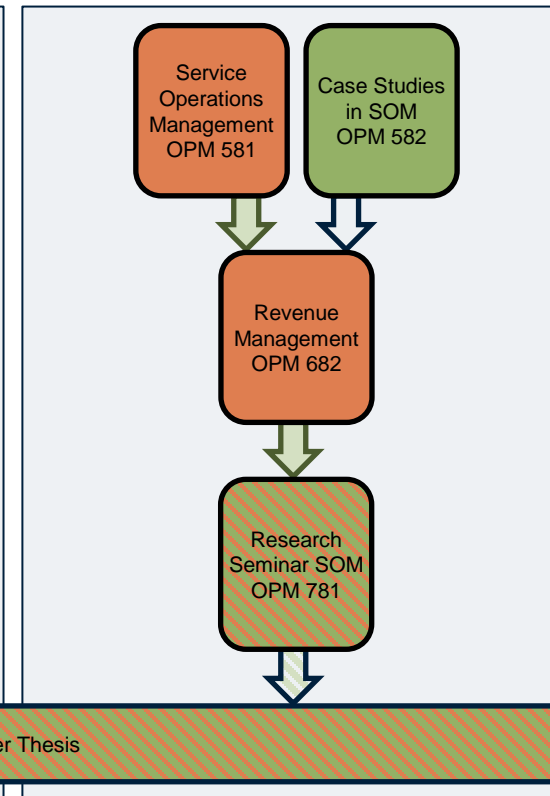 Service
Operations
Management
OPM 581
Case Studies
in SOM
OPM 582
Revenue
Management
OPM 682
Research
Seminar SOM
OPM 781
er Thesis